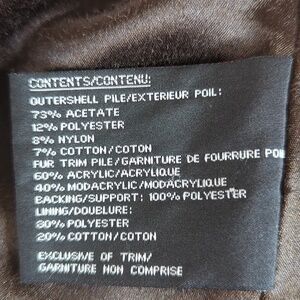 CONTENTS/CONTENU:
OUTERSHELL PILE/EXTERIEUR POIL:
73% ACETATE
12% POLYESTER
8% NYLON
7% COTTON/COTON
FUR TRIM PILE/GARNITURE DE FOURRURE POI
60% ACRYLIC/ACRYLIQUE
40% MODACRYLIC/MODACRYLIQUE
BACKING/SUPPORT: 100% POLYESTER
LINING/DOUBLURE:
80% POLYESTER
20% COTTON/COTON
EXCLUSIVE OF TRIM/
GARNITURE NON COMPRISE